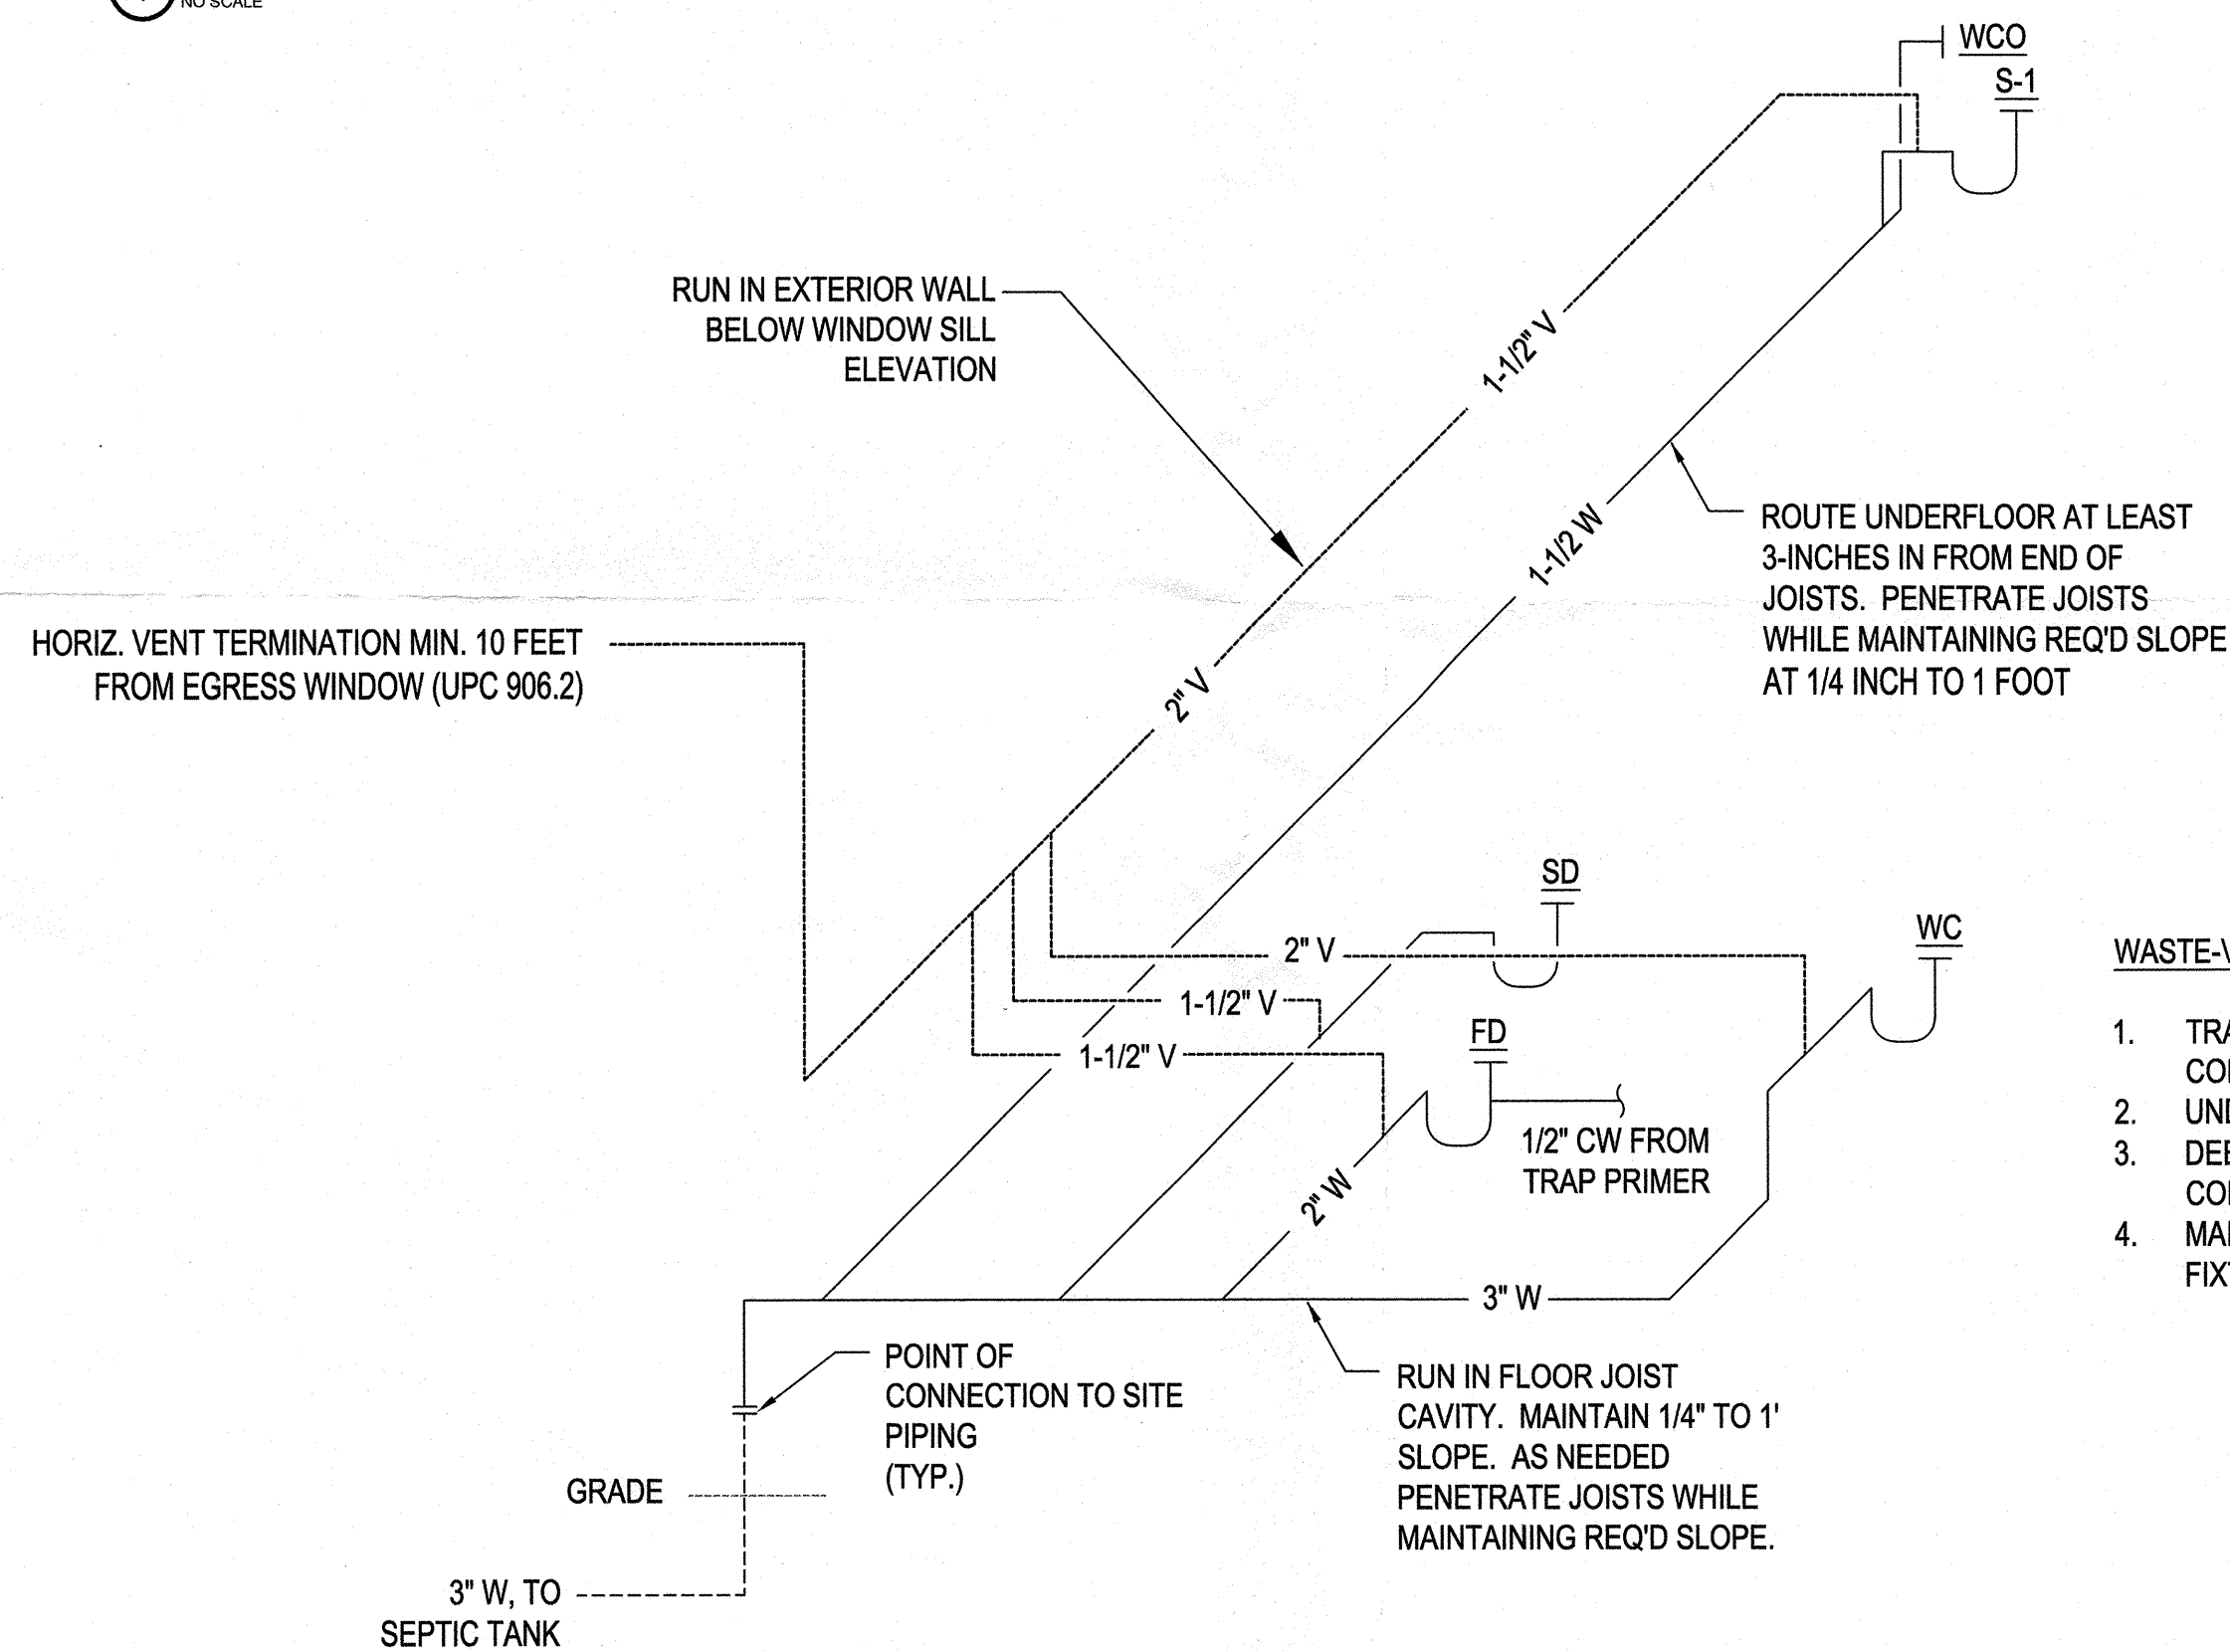 NO SCALE
WCO
S-1
RUN IN EXTERIOR WALL
BELOW WINDOW SILL
ELEVATION
1-1/2" V
1-1/2 W
ROUTE UNDERFLOOR AT LEAST
3-INCHES IN FROM END OF
JOISTS. PENETRATE JOISTS
WHILE MAINTAINING REQ'D SLOPE
AT 1/4 INCH TO 1 FOOT
HORIZ. VENT TERMINATION MIN. 10 FEET
FROM EGRESS WINDOW (UPC 906.2)
2" V
SD
WC
2" V
1-1/2" V
1-1/2" V
FD
1/2" CW FROM
TRAP PRIMER
2" W
3" W
POINT OF
CONNECTION TO SITE
PIPING
(TYP.)
RUN IN FLOOR JOIST
CAVITY. MAINTAIN 1/4" TO 1'
SLOPE. AS NEEDED
PENETRATE JOISTS WHILE
MAINTAINING REQ'D SLOPE.
GRADE
3" W, TO
SEPTIC TANK
1.
2.
3.
4.